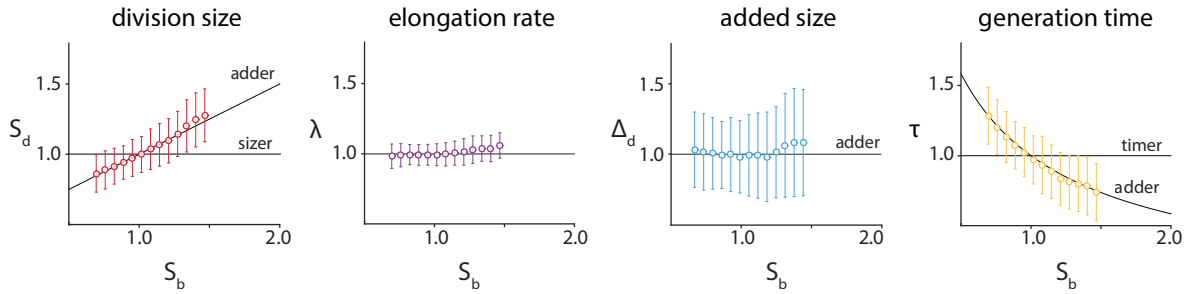 division size
1.5
1.0
S_d
adder
sizer
1.0
2.0
S_b
elongation rate
1.5
1.0
λ
1.0
2.0
S_b
added size
1.5
1.0
Δ_d
adder
1.0
2.0
S_b
generation time
1.5
1.0
τ
timer
adder
1.0
2.0
S_b